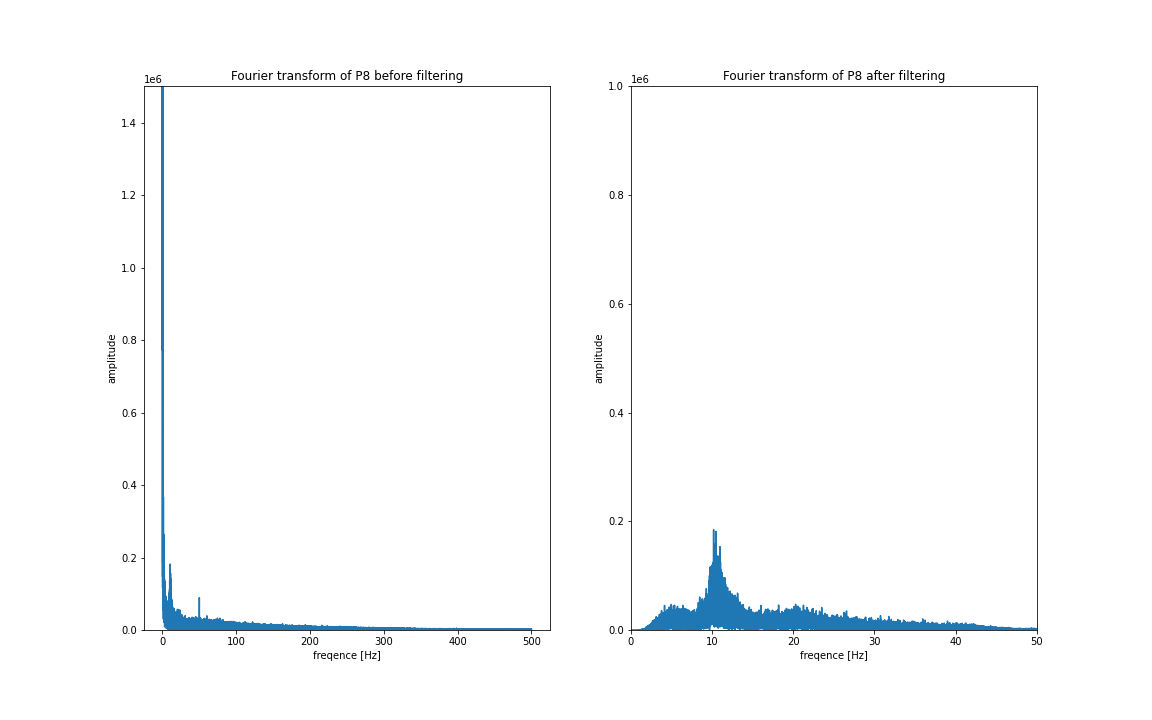 Fourier transform of P8 before filtering
1e6
1.4
1.2
1.0
0.8
0.6
0.4
0.2
0.0
amplitude
0 100 200 300 400 500
freqence [Hz]
Fourier transform of P8 after filtering
1e6
1.0
0.8
0.6
0.4
0.2
0.0
amplitude
0 10 20 30 40 50
freqence [Hz]